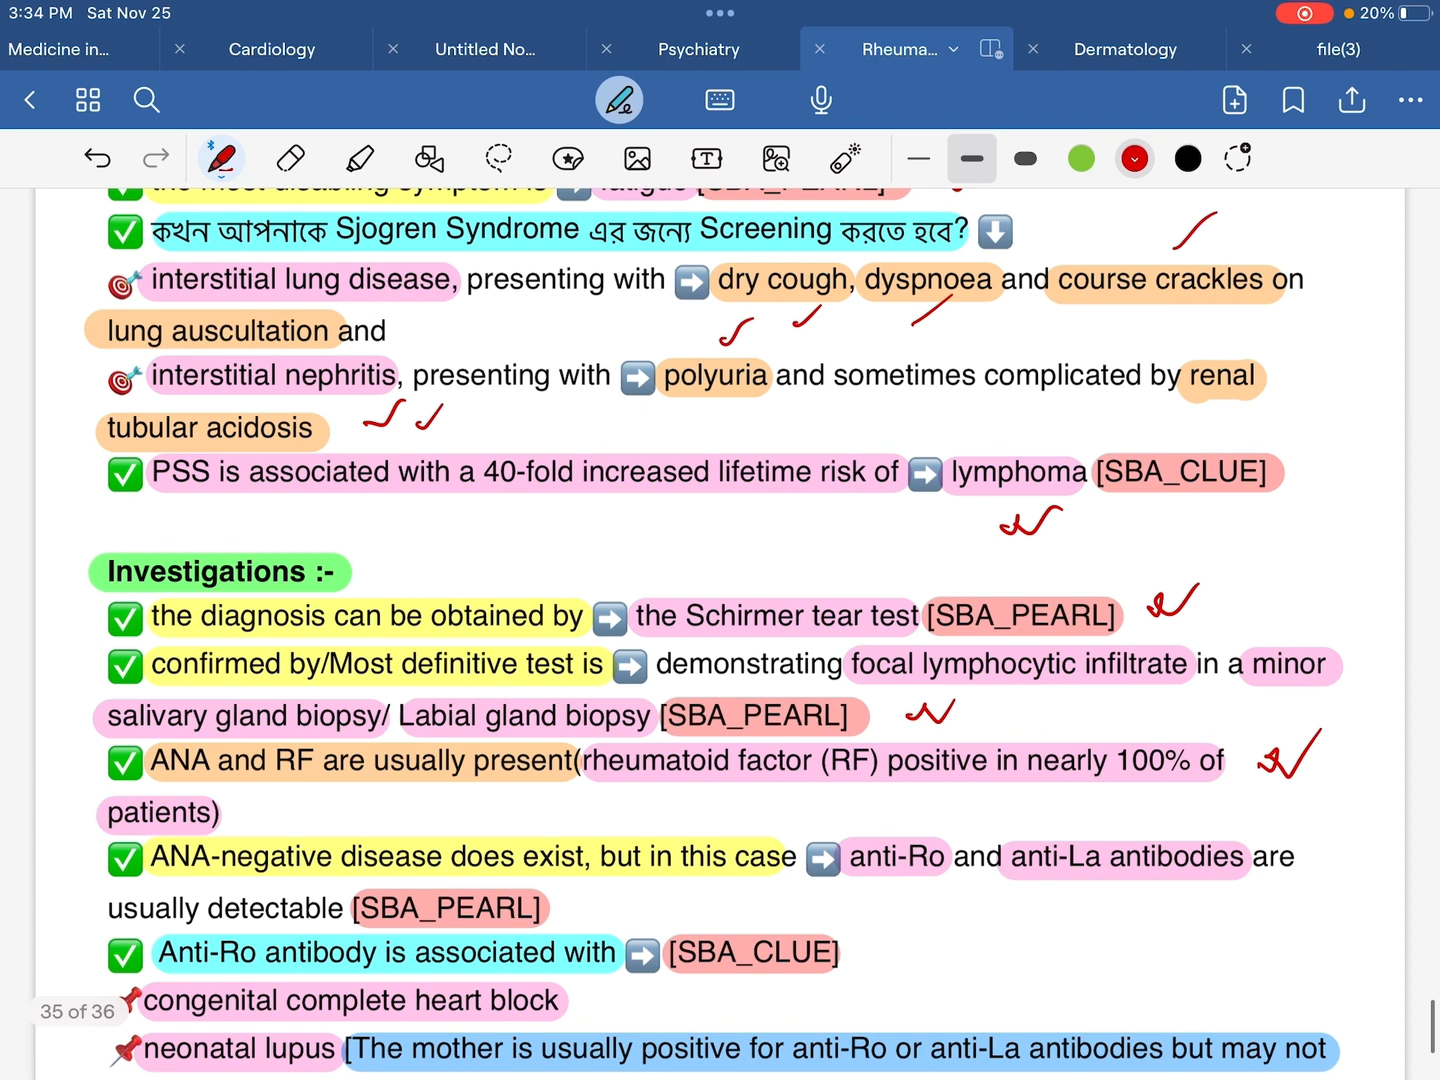 3:34 PM Sat Nov 25
20%
Medicine in...
Cardiology
Untitled No...
Psychiatry
Rheuma...
Dermatology
file(3)
the most disabling symptom is ➡️ fatigue [SBA_PEARL]
✅ কখন আপনাকে Sjogren Syndrome এর জন্যে Screening করতে হবে? ⬇️
🎯 interstitial lung disease, presenting with ➡️ dry cough, dyspnoea and course crackles on
lung auscultation and
🎯 interstitial nephritis, presenting with ➡️ polyuria and sometimes complicated by renal
tubular acidosis
✅ PSS is associated with a 40-fold increased lifetime risk of ➡️ lymphoma [SBA_CLUE]
Investigations :-
✅ the diagnosis can be obtained by ➡️ the Schirmer tear test [SBA_PEARL]
✅ confirmed by/Most definitive test is ➡️ demonstrating focal lymphocytic infiltrate in a minor
salivary gland biopsy/ Labial gland biopsy [SBA_PEARL]
✅ ANA and RF are usually present(rheumatoid factor (RF) positive in nearly 100% of
patients)
✅ ANA-negative disease does exist, but in this case ➡️ anti-Ro and anti-La antibodies are
usually detectable [SBA_PEARL]
✅ Anti-Ro antibody is associated with ➡️ [SBA_CLUE]
📌 congenital complete heart block
35 of 36
📌 neonatal lupus [The mother is usually positive for anti-Ro or anti-La antibodies but may not